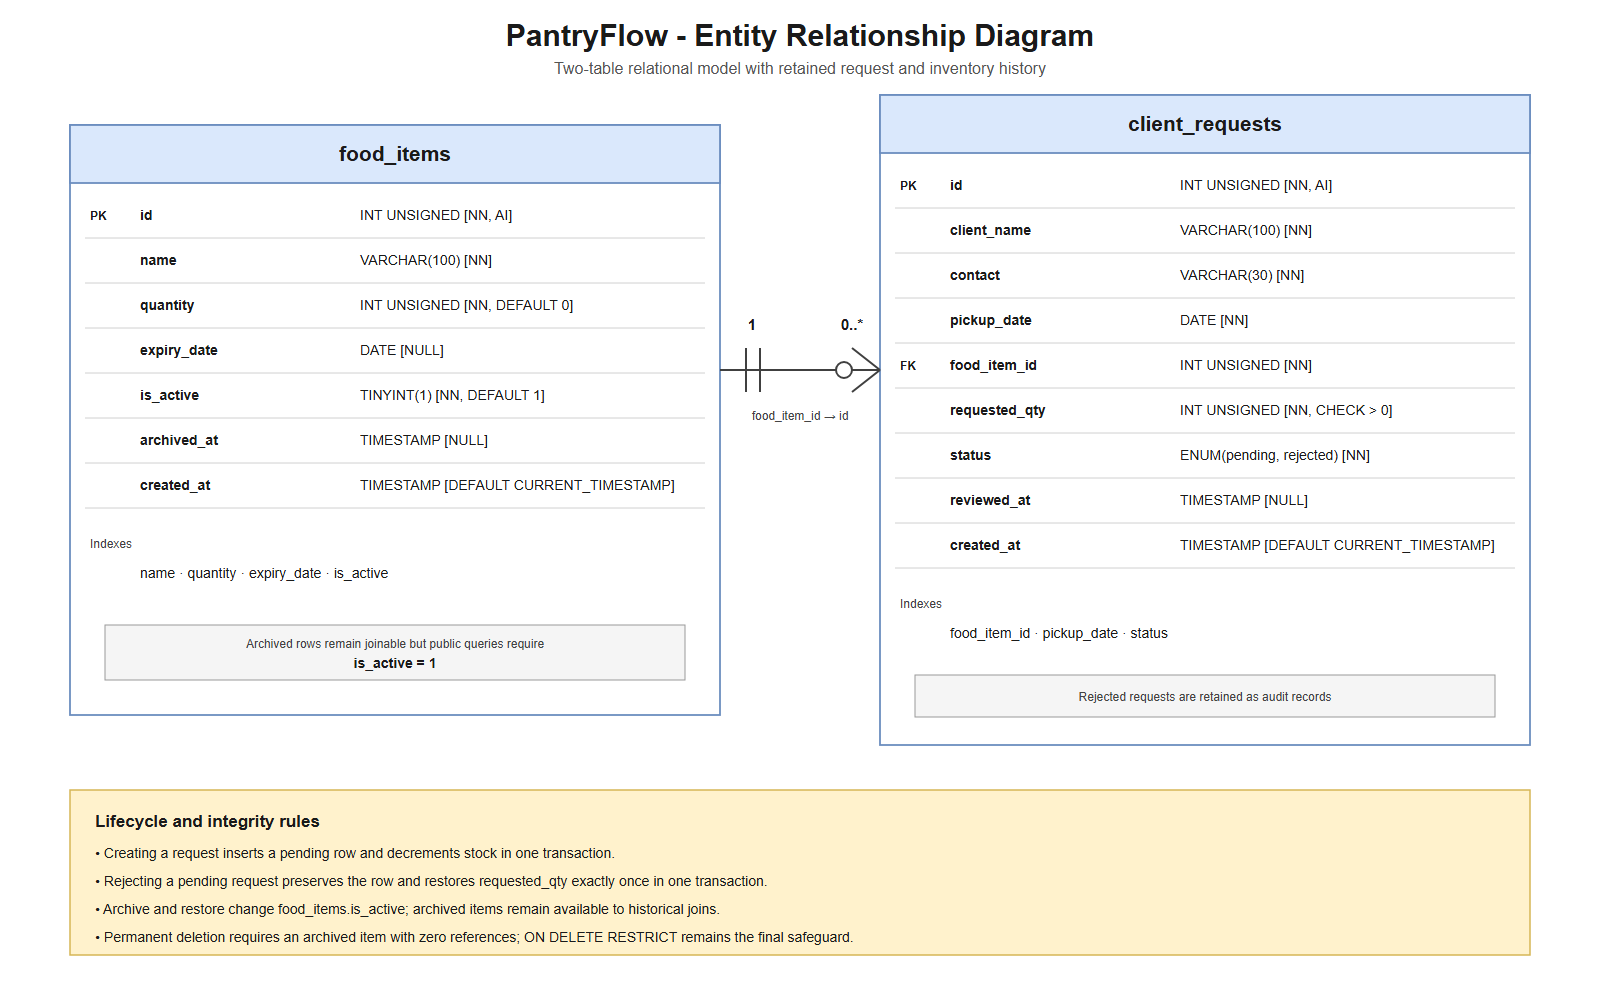 PantryFlow - Entity Relationship Diagram
Two-table relational model with retained request and inventory history
food_items
PK id INT UNSIGNED [NN, AI]
name VARCHAR(100) [NN]
quantity INT UNSIGNED [NN, DEFAULT 0]
expiry_date DATE [NULL]
is_active TINYINT(1) [NN, DEFAULT 1]
archived_at TIMESTAMP [NULL]
created_at TIMESTAMP [DEFAULT CURRENT_TIMESTAMP]
Indexes
name · quantity · expiry_date · is_active
Archived rows remain joinable but public queries require
is_active = 1
1 0..*
food_item_id → id
client_requests
PK id INT UNSIGNED [NN, AI]
client_name VARCHAR(100) [NN]
contact VARCHAR(30) [NN]
pickup_date DATE [NN]
FK food_item_id INT UNSIGNED [NN]
requested_qty INT UNSIGNED [NN, CHECK > 0]
status ENUM(pending, rejected) [NN]
reviewed_at TIMESTAMP [NULL]
created_at TIMESTAMP [DEFAULT CURRENT_TIMESTAMP]
Indexes
food_item_id · pickup_date · status
Rejected requests are retained as audit records
Lifecycle and integrity rules
• Creating a request inserts a pending row and decrements stock in one transaction.
• Rejecting a pending request preserves the row and restores requested_qty exactly once in one transaction.
• Archive and restore change food_items.is_active; archived items remain available to historical joins.
• Permanent deletion requires an archived item with zero references; ON DELETE RESTRICT remains the final safeguard.